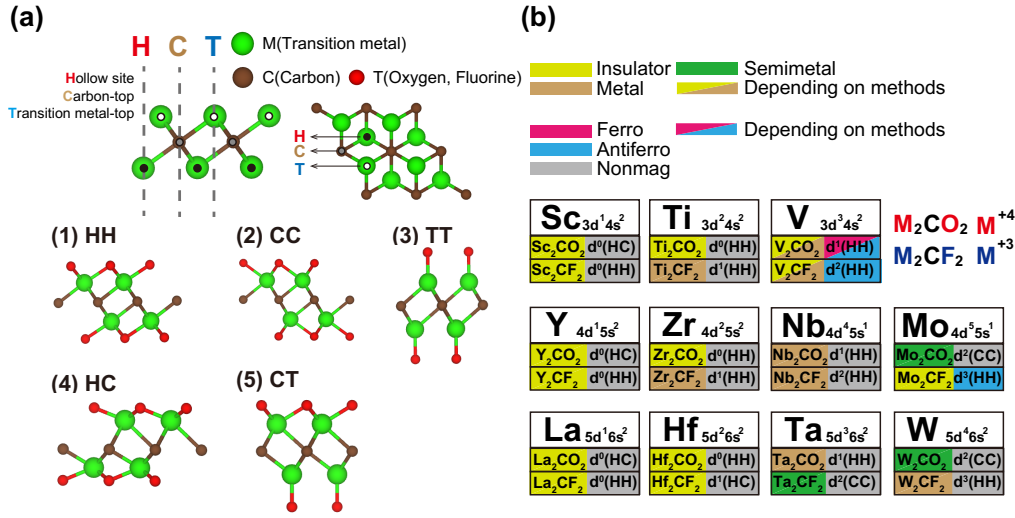 (a)
H C T
M(Transition metal)
C(Carbon) T(Oxygen, Fluorine)
Hollow site
Carbon-top
Transition metal-top
H
C
T
(1) HH
(2) CC
(3) TT
(4) HC
(5) CT
(b)
Insulator Semimetal
Metal Depending on methods
Ferro Depending on methods
Antiferro
Nonmag
Sc 3d¹4s²
Sc₂CO₂ d⁰(HC)
Sc₂CF₂ d⁰(HH)
Ti 3d²4s²
Ti₂CO₂ d⁰(HH)
Ti₂CF₂ d¹(HH)
V 3d³4s²
V₂CO₂ d¹(HH)
V₂CF₂ d²(HH)
M₂CO₂ M⁺⁴
M₂CF₂ M⁺³
Y 4d¹5s²
Y₂CO₂ d⁰(HC)
Y₂CF₂ d⁰(HH)
Zr 4d²5s²
Zr₂CO₂ d⁰(HH)
Zr₂CF₂ d¹(HH)
Nb 4d⁴5s¹
Nb₂CO₂ d¹(HH)
Nb₂CF₂ d²(HH)
Mo 4d⁵5s¹
Mo₂CO₂ d²(CC)
Mo₂CF₂ d³(HH)
La 5d¹6s²
La₂CO₂ d⁰(HC)
La₂CF₂ d⁰(HH)
Hf 5d²6s²
Hf₂CO₂ d⁰(HH)
Hf₂CF₂ d¹(HC)
Ta 5d³6s²
Ta₂CO₂ d¹(HH)
Ta₂CF₂ d²(CC)
W 5d⁴6s²
W₂CO₂ d²(CC)
W₂CF₂ d³(HH)